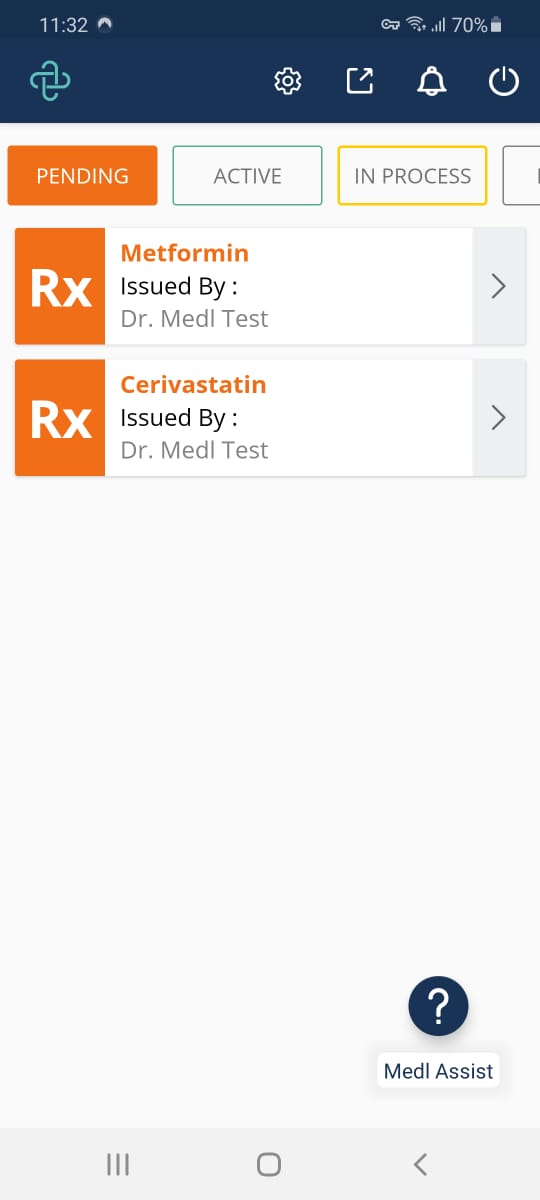 11:32
70%
PENDING
ACTIVE
IN PROCESS
Rx
Metformin
Issued By :
Dr. Medl Test
Rx
Cerivastatin
Issued By :
Dr. Medl Test
?
Medl Assist